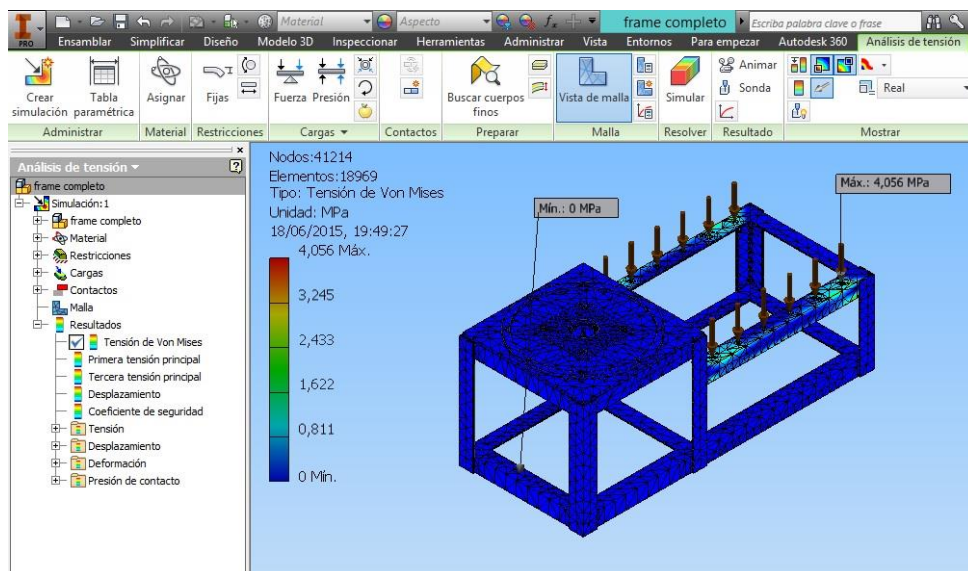 PRO
Material
Aspecto
fx
frame completo
Escriba palabra clave o frase
Ensamblar Simplificar Diseño Modelo 3D Inspeccionar Herramientas Administrar Vista Entornos Para empezar Autodesk 360 Análisis de tensión
Crear simulación
Tabla paramétrica
Asignar
Fijas
Fuerza
Presión
Buscar cuerpos finos
Vista de malla
Simular
Animar
Sonda
Real
Administrar Material Restricciones Cargas Contactos Preparar Malla Resolver Resultado Mostrar
Análisis de tensión
frame completo
Simulación:1
frame completo
Material
Restricciones
Cargas
Contactos
Malla
Resultados
Tensión de Von Mises
Primera tensión principal
Tercera tensión principal
Desplazamiento
Coeficiente de seguridad
Tensión
Desplazamiento
Deformación
Presión de contacto
Nodos:41214
Elementos:18969
Tipo: Tensión de Von Mises
Unidad: MPa
18/06/2015, 19:49:27
4,056 Máx.
3,245
2,433
1,622
0,811
0 Mín.
Mín.: 0 MPa
Máx.: 4,056 MPa